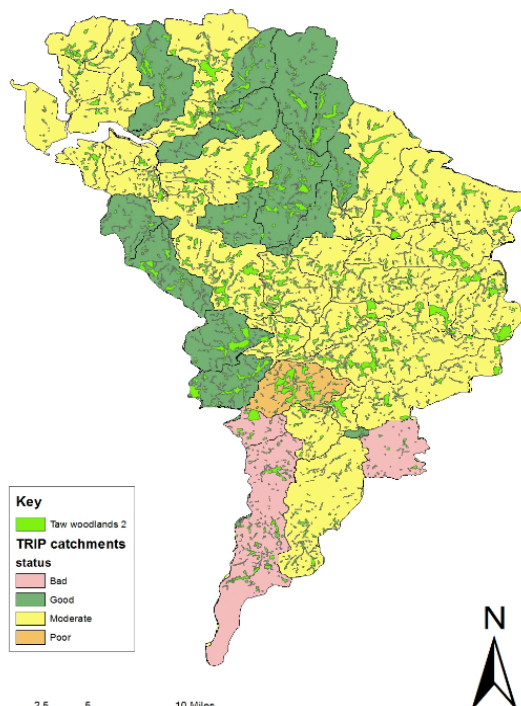 Key
Taw woodlands 2
TRIP catchments
status
Bad
Good
Moderate
Poor
N
2.5 5 10 Miles